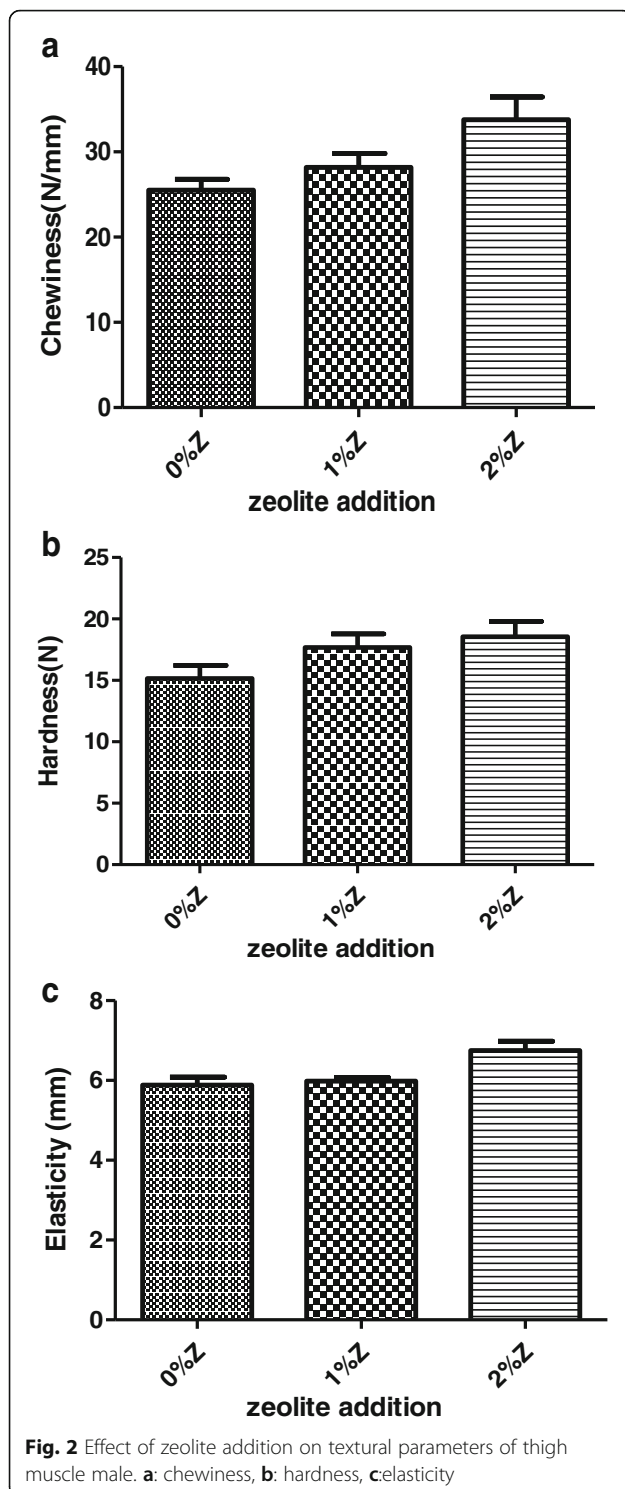 a
Chewiness(N/mm)
40
30
20
10
0
0%Z
1%Z
2%Z
zeolite addition
b
Hardness(N)
25
20
15
10
5
0
0%Z
1%Z
2%Z
zeolite addition
c
Elasticity (mm)
8
6
4
2
0
0%Z
1%Z
2%Z
zeolite addition
Fig. 2 Effect of zeolite addition on textural parameters of thigh
muscle male. a: chewiness, b: hardness, c:elasticity